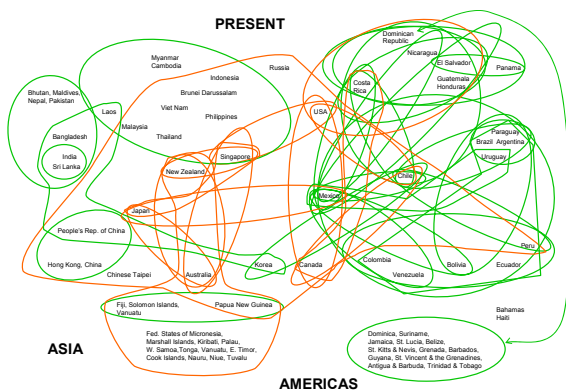 PRESENT
Dominican
Republic
Nicaragua
El Salvador
Panama
Guatemala
Honduras
Costa
Rica
Myanmar
Cambodia
Indonesia
Russia
Bhutan, Maldives,
Nepal, Pakistan
Brunei Darussalam
Laos
Viet Nam
Philippines
USA
Malaysia
Bangladesh
Thailand
Paraguay
Brazil Argentina
Uruguay
India
Sri Lanka
Singapore
New Zealand
Chile
Mexico
Japan
People's Rep. of China
Peru
Hong Kong, China
Chinese Taipei
Australia
Korea
Canada
Colombia
Venezuela
Bolivia
Ecuador
Fiji, Solomon Islands,
Vanuatu
Papua New Guinea
Bahamas
Haiti
Fed. States of Micronesia,
Marshall Islands, Kiribati, Palau,
W. Samoa,Tonga, Vanuatu, E. Timor,
Cook Islands, Nauru, Niue, Tuvalu
Dominica, Suriname,
Jamaica, St. Lucia, Belize,
St. Kitts & Nevis, Grenada, Barbados,
Guyana, St. Vincent & the Grenadines,
Antigua & Barbuda, Trinidad & Tobago
ASIA
AMERICAS